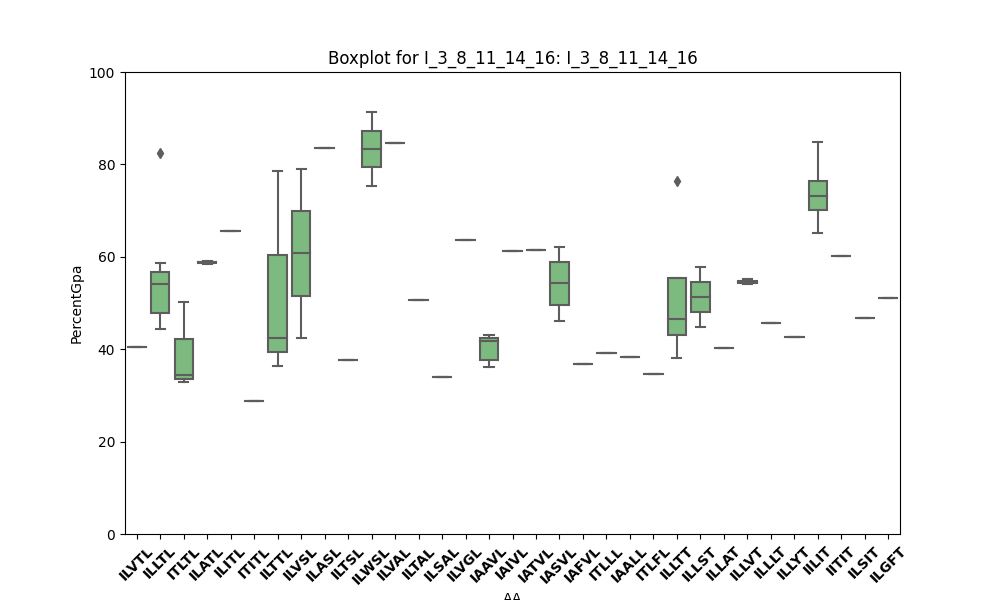 Boxplot for I_3_8_11_14_16: I_3_8_11_14_16
100
80
60
40
20
0
PercentGpa
ILVTL
ILLTL
ITLTL
ILATL
ILITL
ITITL
ILTTL
ILVSL
ILASL
ILTSL
ILWSL
ILVAL
ILTAL
ILSAL
ILVGL
IAAVL
IAIVL
IATVL
IASVL
IAFVL
ITLLL
IAALL
ITLFL
ILLTT
ILLST
ILLAT
ILLVT
ILLLT
ILLYT
IILIT
IITIT
ILSIT
ILGFT
AA